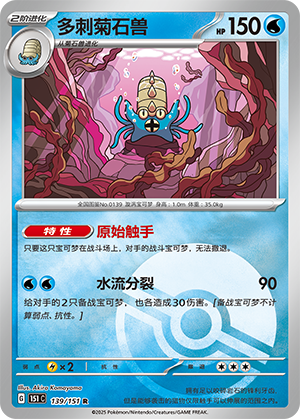 2阶进化
多刺菊石兽
HP 150
从菊石兽进化
全国图鉴No.0139 漩涡宝可梦 身高：1.0m 体重：35.0kg
特性 原始触手
只要这只宝可梦在战斗场上，对手的战斗宝可梦，无法撤退。
水流分裂 90
给对手的2只备战宝可梦，也各造成30伤害。[备战宝可梦不计
算弱点、抗性。]
弱点 ×2 抗性 撤退
Illus. Akira Komayama
G 151 C 139/151 R
©2025 Pokémon/Nintendo/Creatures/GAME FREAK.